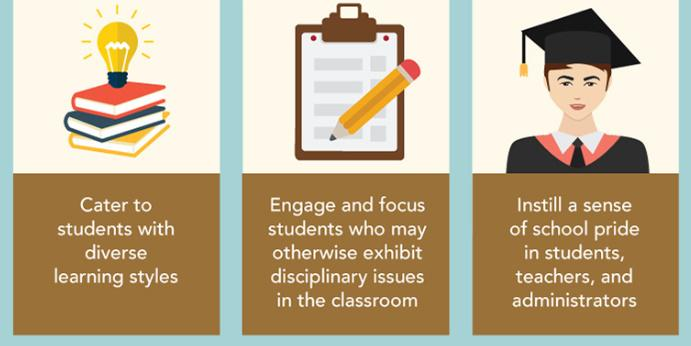 Cater to
students with
diverse
learning styles
Engage and focus
students who may
otherwise exhibit
disciplinary issues
in the classroom
Instill a sense
of school pride
in students,
teachers, and
administrators